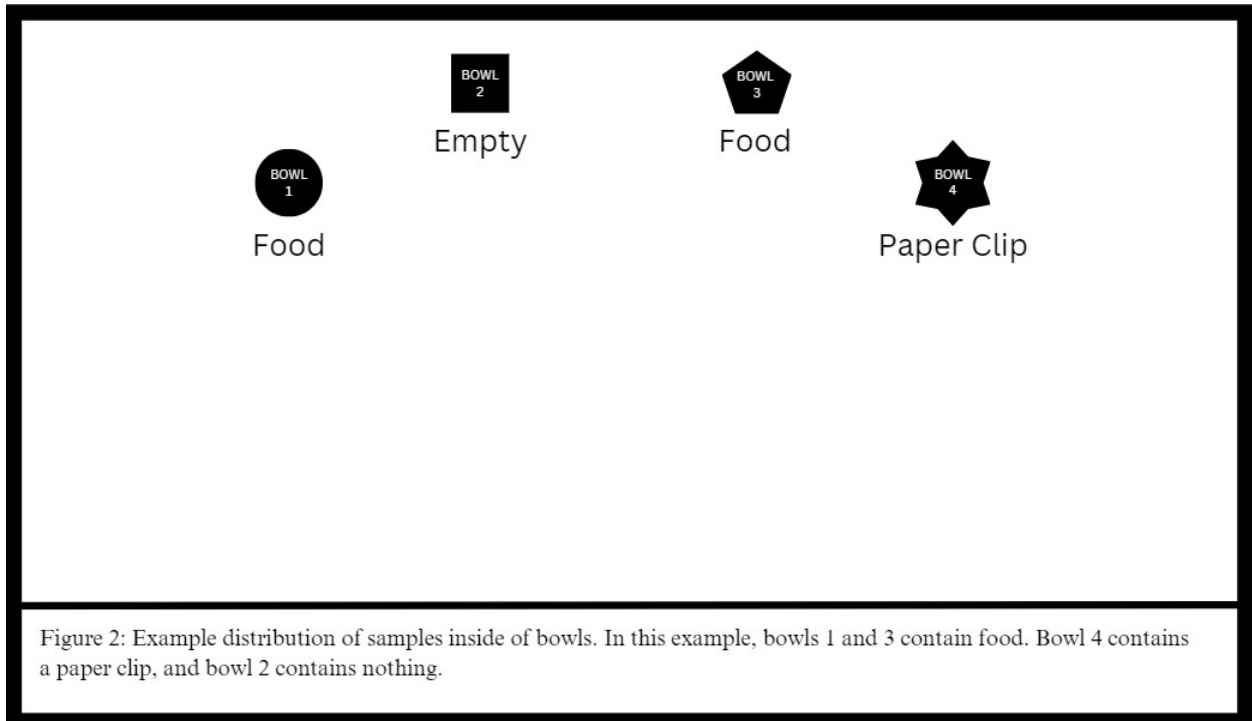 BOWL
2
Empty
BOWL
3
Food
BOWL
1
Food
BOWL
4
Paper Clip
Figure 2: Example distribution of samples inside of bowls. In this example, bowls 1 and 3 contain food. Bowl 4 contains
a paper clip, and bowl 2 contains nothing.